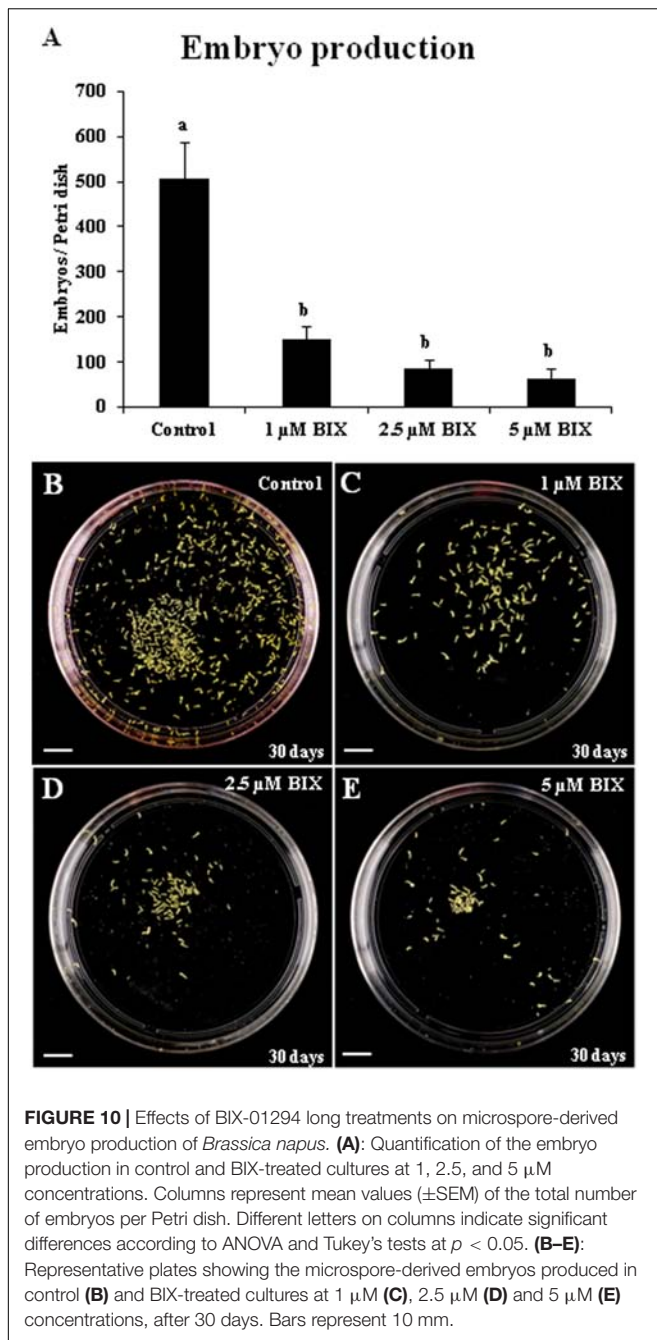 A
Embryo production
700
600
500
400
300
200
100
0
Embryos/ Petri dish
a
b
b
b
Control
1 µM BIX
2.5 µM BIX
5 µM BIX
B
Control
30 days
C
1 µM BIX
30 days
D
2.5 µM BIX
30 days
E
5 µM BIX
30 days
FIGURE 10 | Effects of BIX-01294 long treatments on microspore-derived
embryo production of Brassica napus. (A): Quantification of the embryo
production in control and BIX-treated cultures at 1, 2.5, and 5 µM
concentrations. Columns represent mean values (±SEM) of the total number
of embryos per Petri dish. Different letters on columns indicate significant
differences according to ANOVA and Tukey's tests at p < 0.05. (B–E):
Representative plates showing the microspore-derived embryos produced in
control (B) and BIX-treated cultures at 1 µM (C), 2.5 µM (D) and 5 µM (E)
concentrations, after 30 days. Bars represent 10 mm.